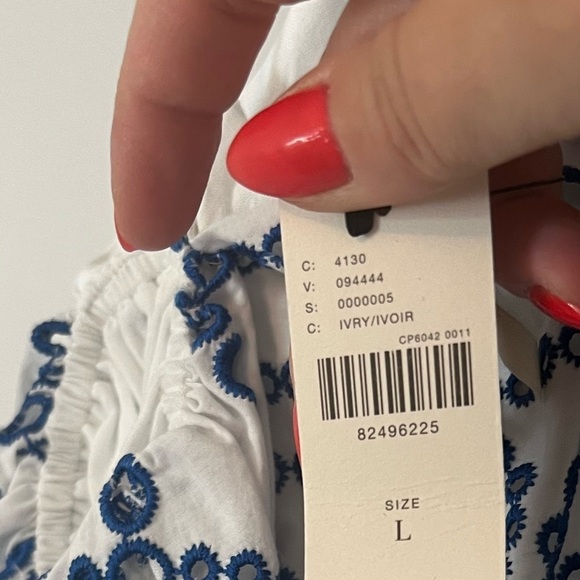 C: 4130
V: 094444
S: 0000005
C: IVRY/IVOIR
CP6042 0011
82496225
SIZE
L